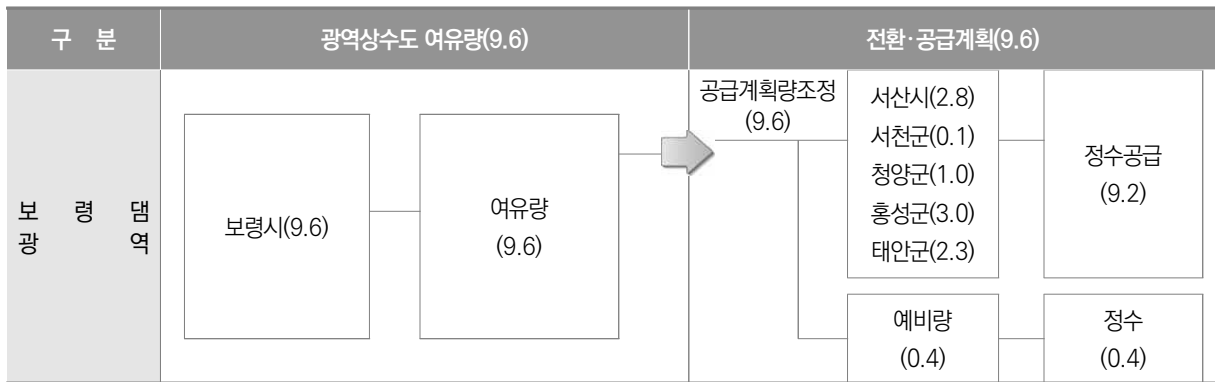 구 분
광역상수도 여유량(9.6)
전환·공급계획(9.6)
보 령 댐
광 역
보령시(9.6)
여유량
(9.6)
공급계획량조정
(9.6)
서산시(2.8)
서천군(0.1)
청양군(1.0)
홍성군(3.0)
태안군(2.3)
정수공급
(9.2)
예비량
(0.4)
정수
(0.4)